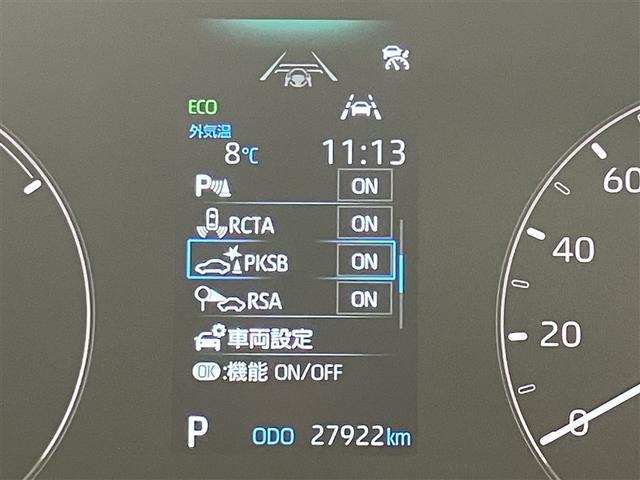 ECO
外気温
8℃ 11:13
P ON
RCTA ON
PKSB ON
RSA ON
車両設定
OK:機能 ON/OFF
P ODO 27922km
60
40
20
0